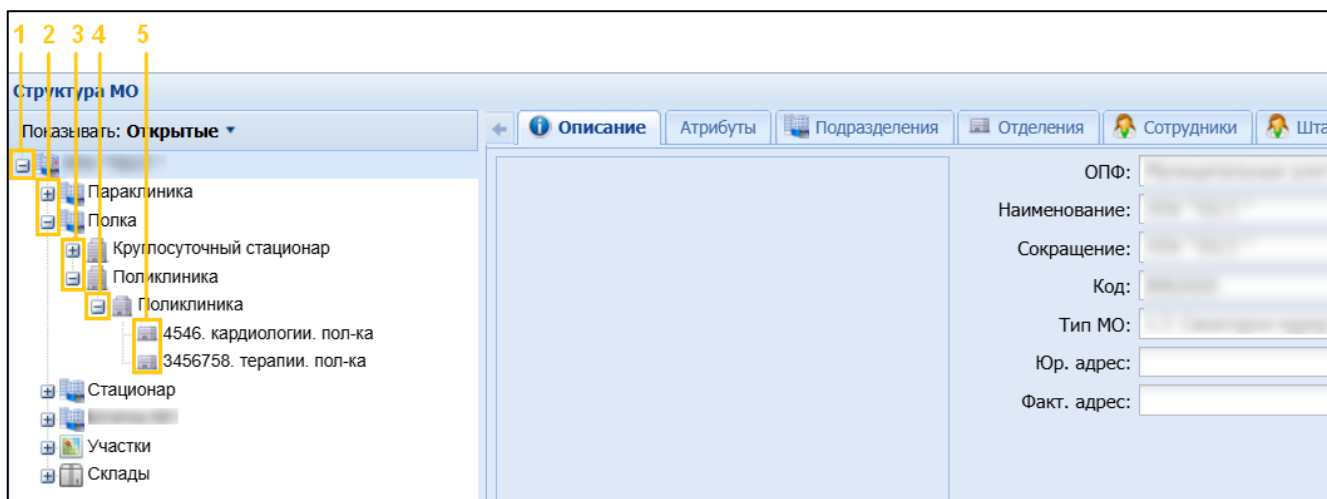 1 2 3 4 5
Структура МО
Показывать: Открытые
Описание Атрибуты Подразделения Отделения Сотрудники Шта
Параклиника
Полка
Круглосуточный стационар
Поликлиника
Поликлиника
4546. кардиологии. пол-ка
3456758. терапии. пол-ка
Стационар
Участки
Склады
ОПФ:
Наименование:
Сокращение:
Код:
Тип МО:
Юр. адрес:
Факт. адрес: